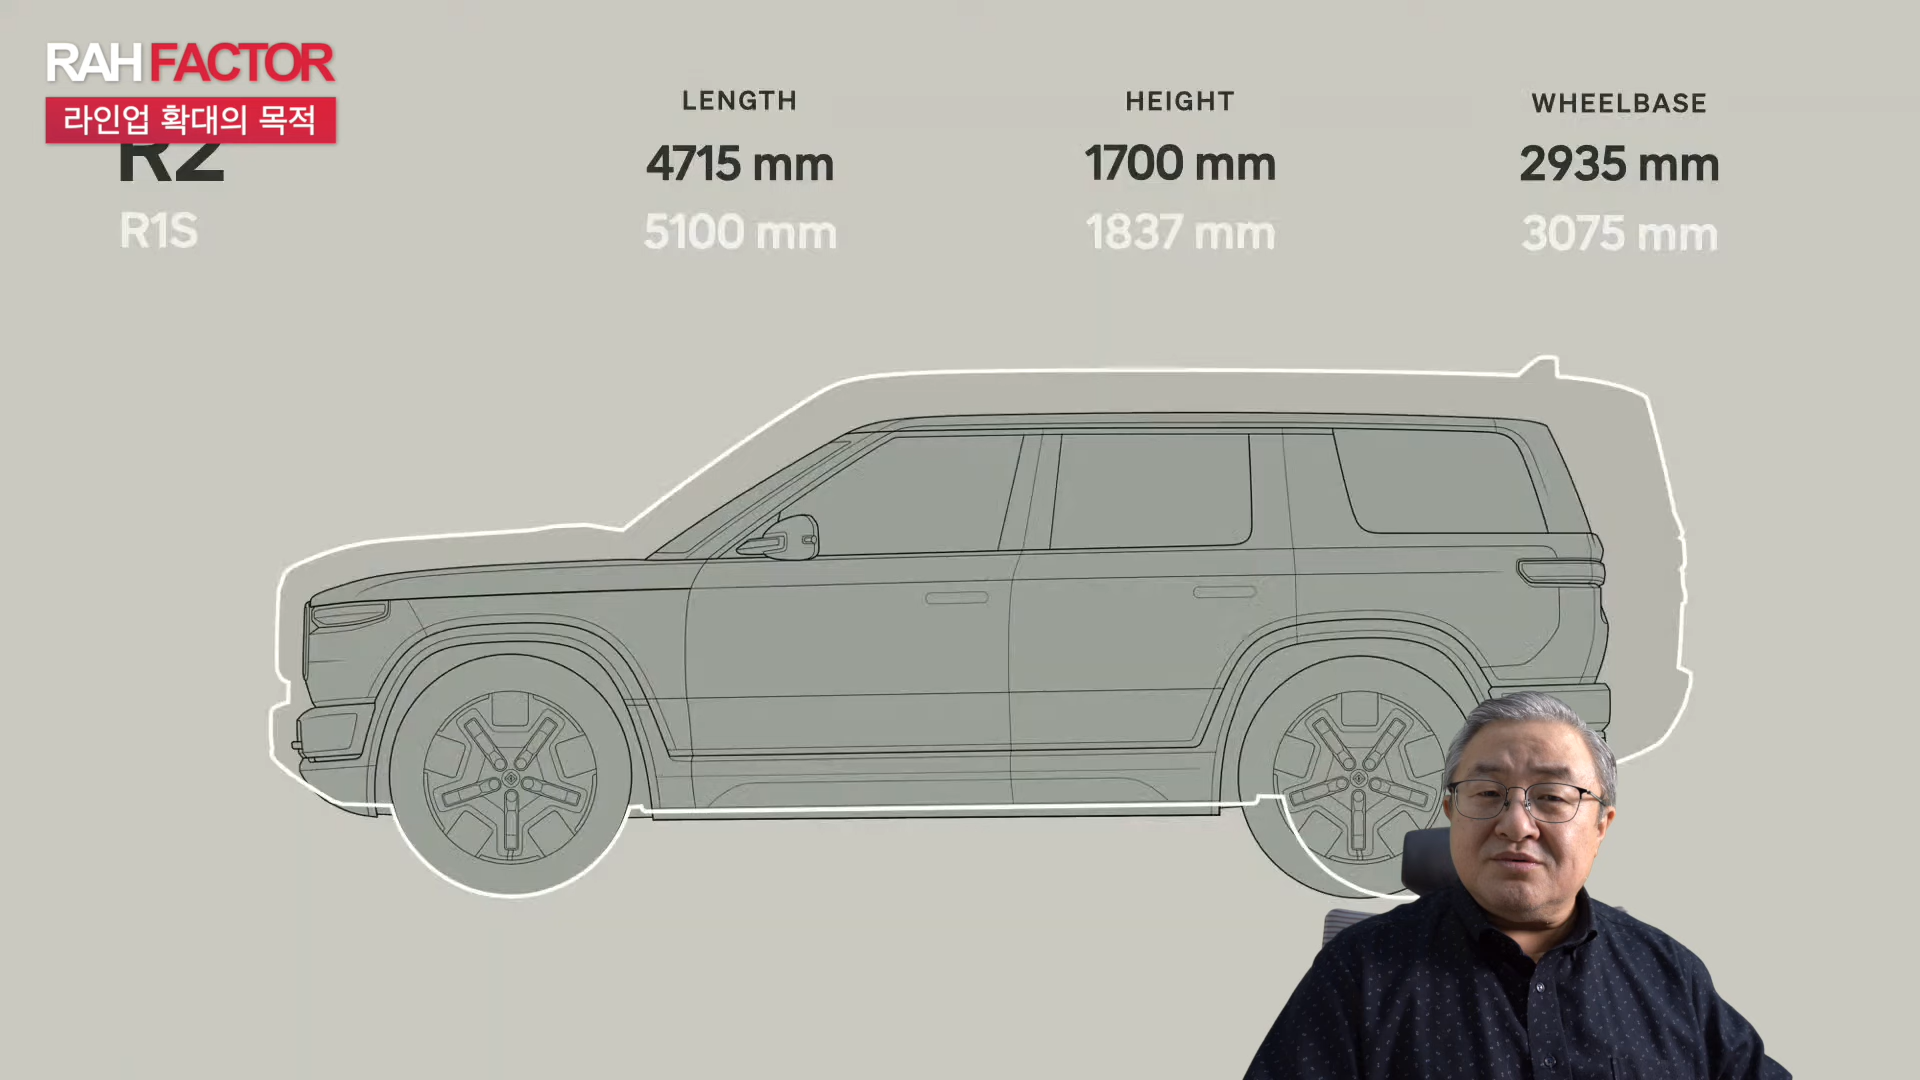 RAH FACTOR
라인업 확대의 목적
LENGTH HEIGHT WHEELBASE
R2 4715 mm 1700 mm 2935 mm
R1S 5100 mm 1837 mm 3075 mm